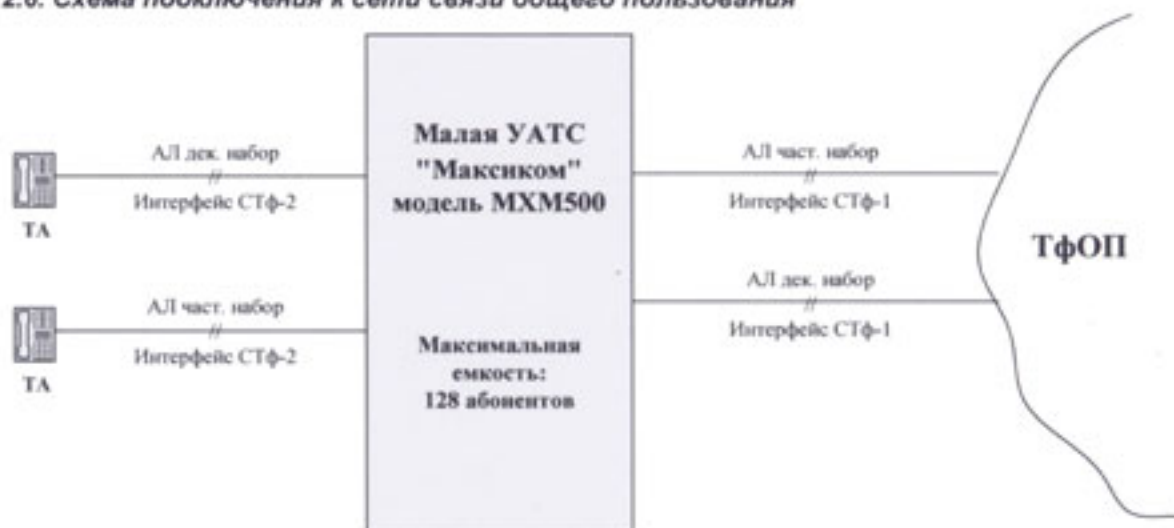 2.6. Схема подключения к сети связи общего пользования
Малая УАТС
"Максиком"
модель МХМ500
АЛ дек. набор
//
Интерфейс СТф-2
ТА
АЛ част. набор
//
Интерфейс СТф-1
ТфОП
АЛ част. набор
//
Интерфейс СТф-2
ТА
АЛ дек. набор
//
Интерфейс СТф-1
Максимальная
емкость:
128 абонентов